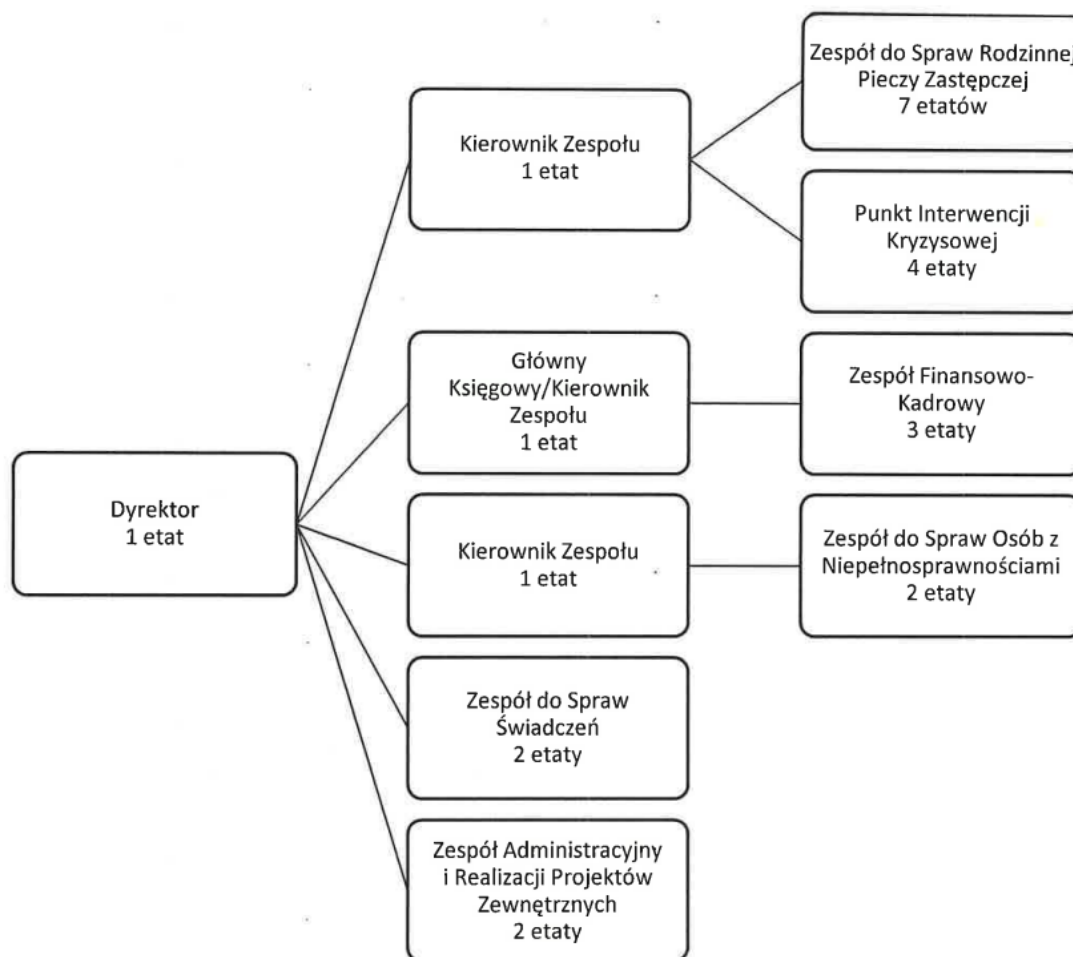 Zespół do Spraw Rodzinnej
Pieczy Zastępczej
7 etatów
Kierownik Zespołu
1 etat
Punkt Interwencji
Kryzysowej
4 etaty
Główny
Księgowy/Kierownik
Zespołu
1 etat
Zespół Finansowo-
Kadrowy
3 etaty
Dyrektor
1 etat
Kierownik Zespołu
1 etat
Zespół do Spraw Osób z
Niepełnosprawnościami
2 etaty
Zespół do Spraw
Świadczeń
2 etaty
Zespół Administracyjny
i Realizacji Projektów
Zewnętrznych
2 etaty